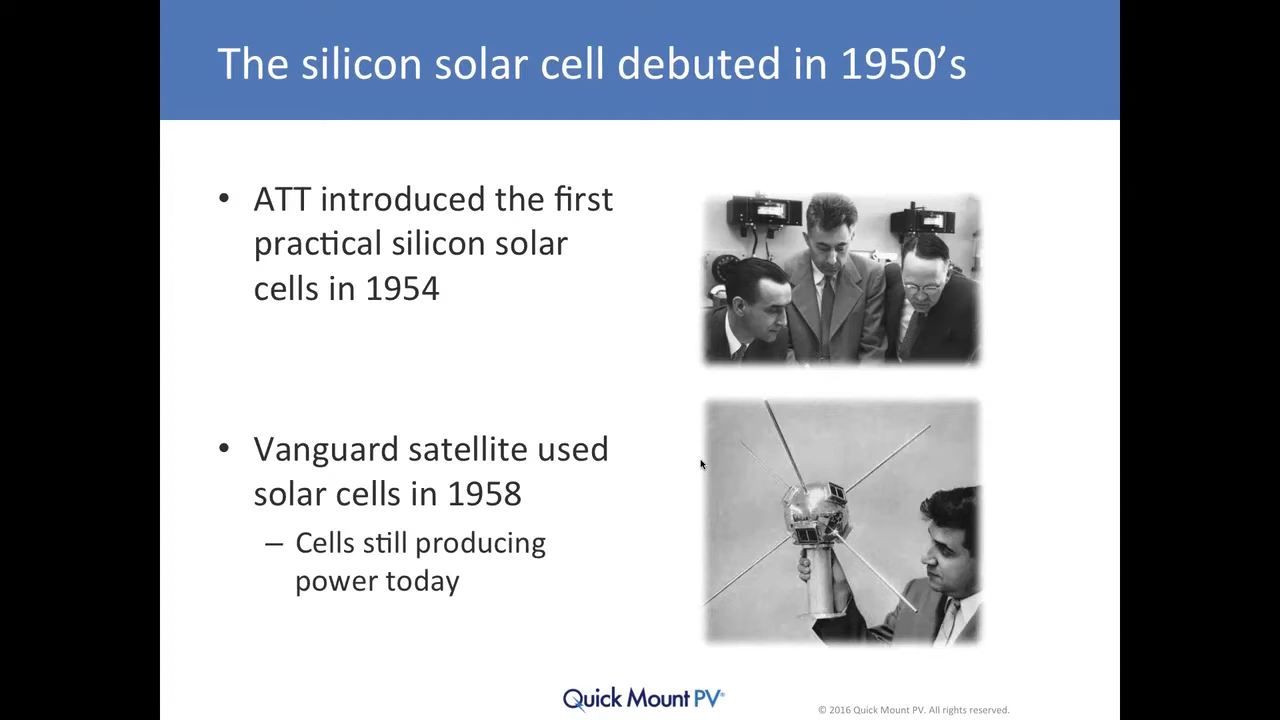 The silicon solar cell debuted in 1950’s
• ATT introduced the first
practical silicon solar
cells in 1954
• Vanguard satellite used
solar cells in 1958
– Cells still producing
power today
Quick Mount PV®
© 2016 Quick Mount PV. All rights reserved.